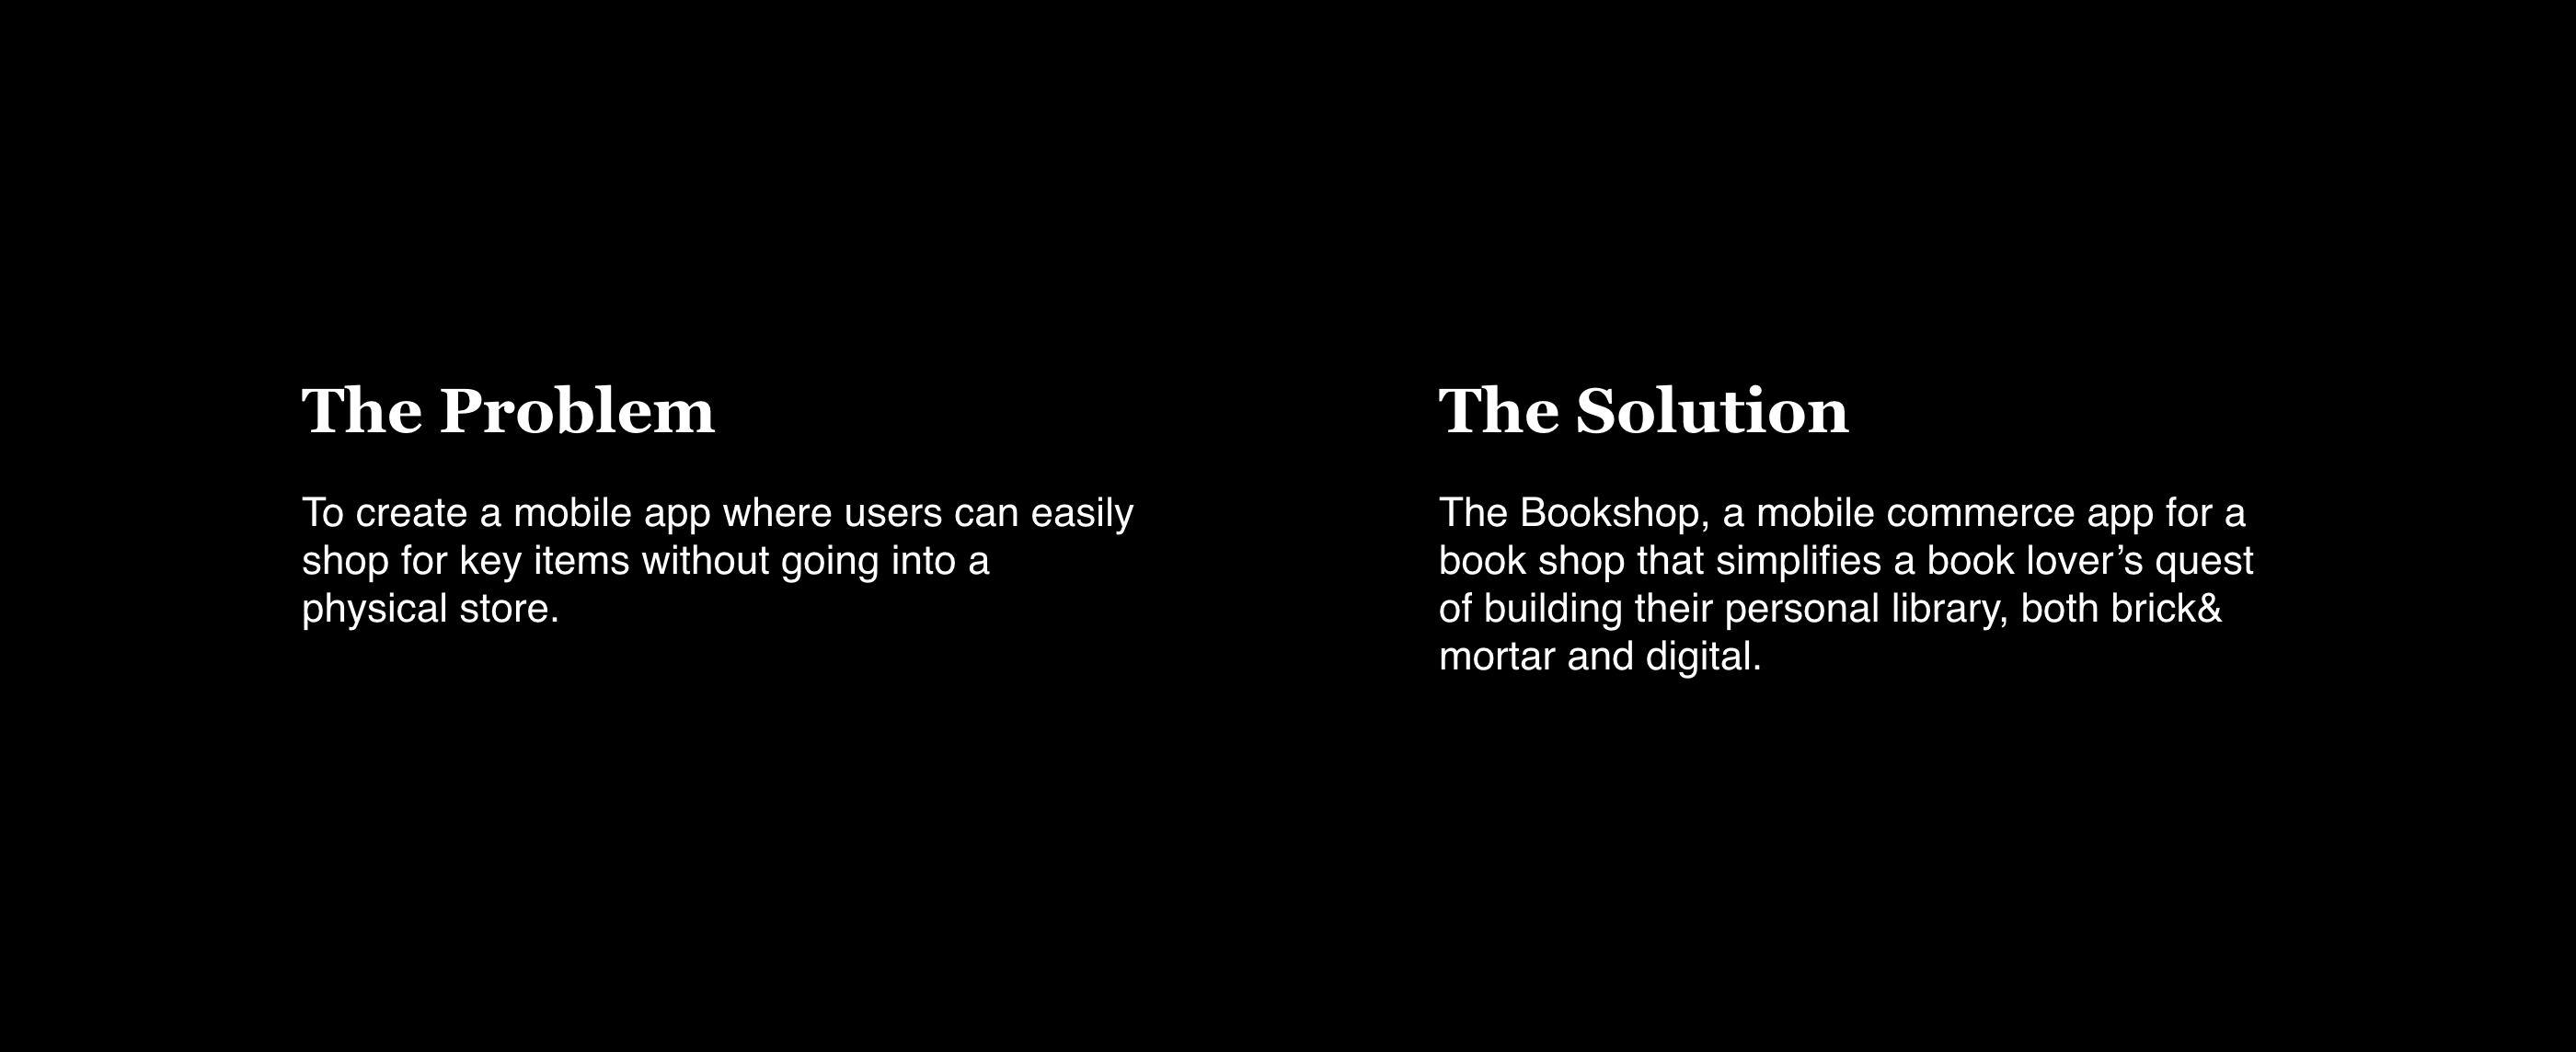 The Problem
To create a mobile app where users can easily
shop for key items without going into a
physical store.
The Solution
The Bookshop, a mobile commerce app for a
book shop that simplifies a book lover’s quest
of building their personal library, both brick&
mortar and digital.